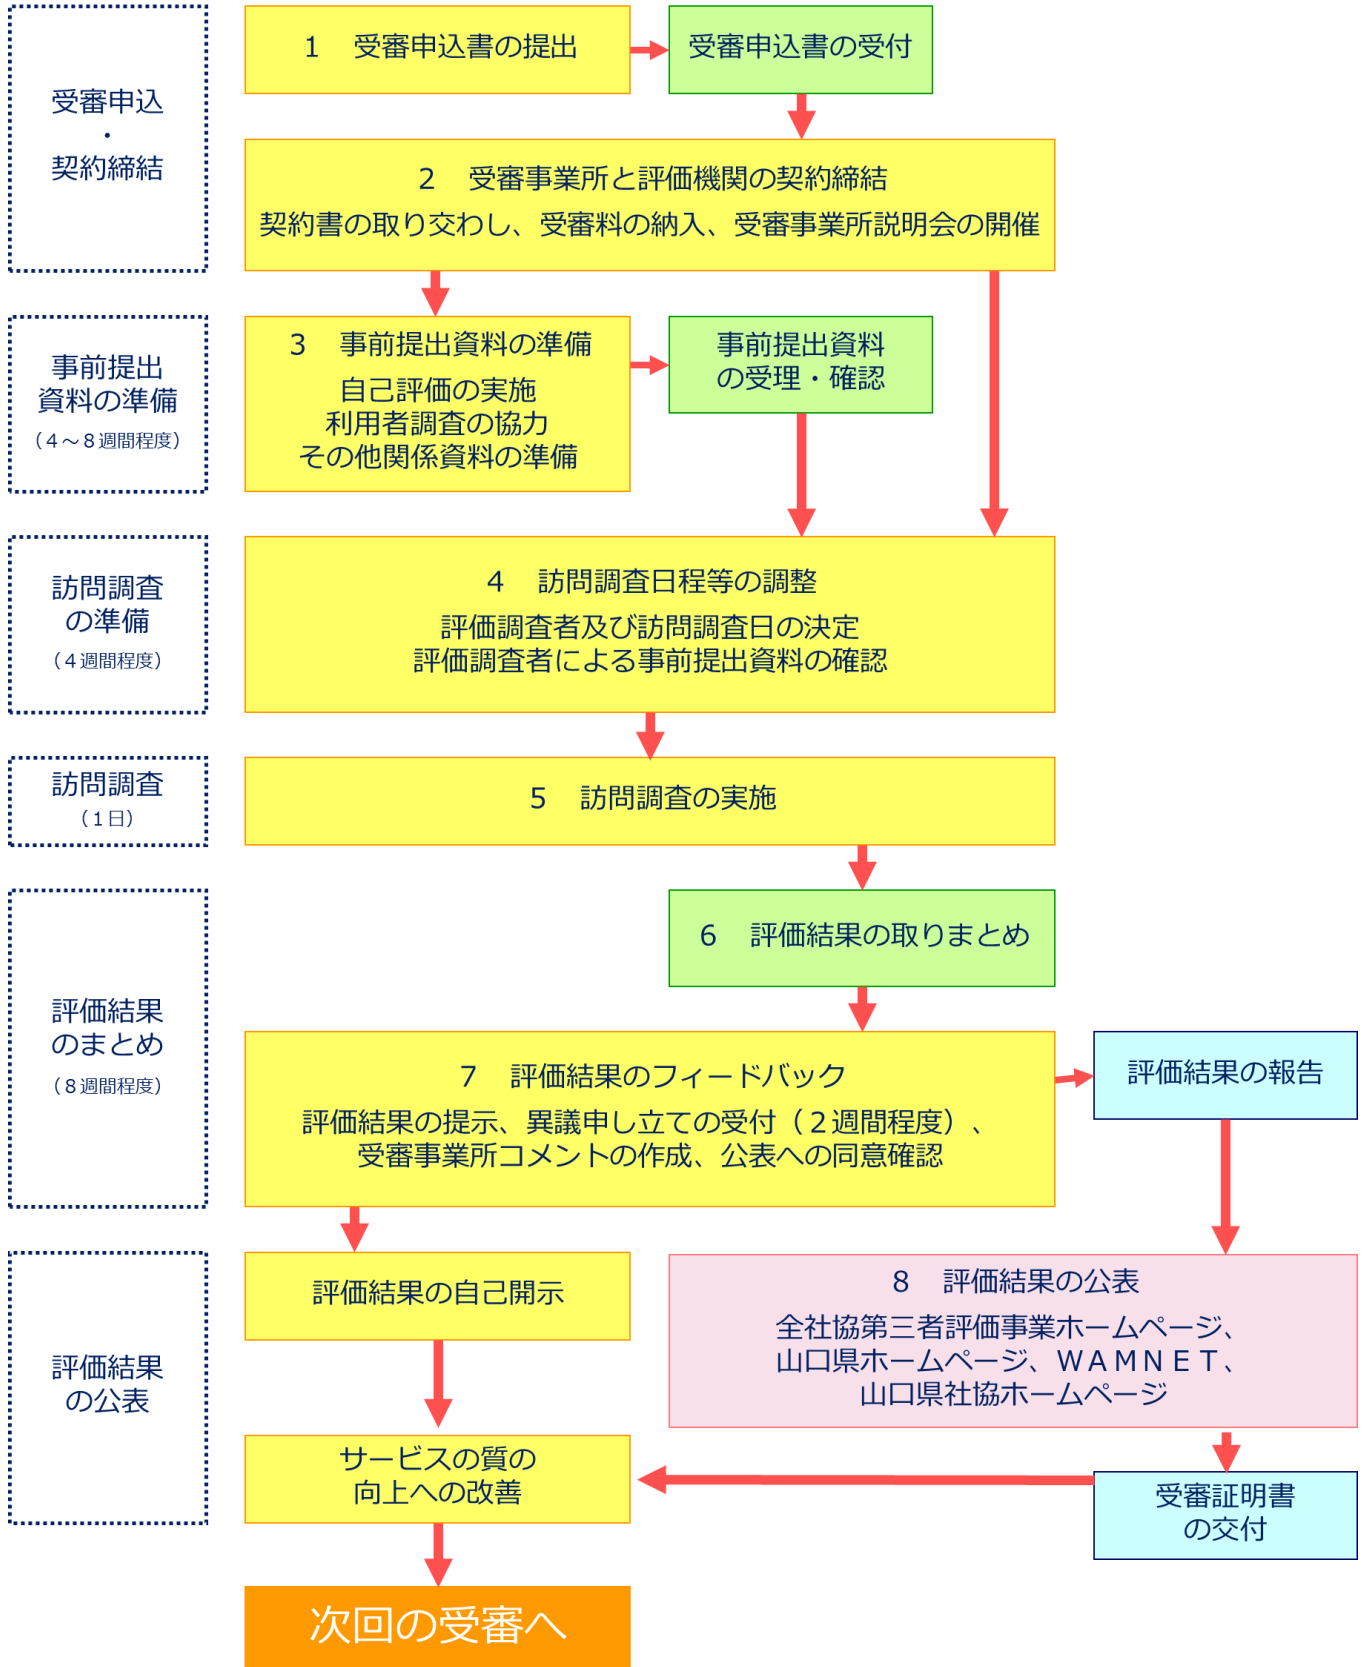 受審申込
・
契約締結
1　受審申込書の提出
受審申込書の受付
2　受審事業所と評価機関の契約締結
契約書の取り交わし、受審料の納入、受審事業所説明会の開催
事前提出
資料の準備
（４～８週間程度）
3　事前提出資料の準備
自己評価の実施
利用者調査の協力
その他関係資料の準備
事前提出資料
の受理・確認
訪問調査
の準備
（４週間程度）
4　訪問調査日程等の調整
評価調査者及び訪問調査日の決定
評価調査者による事前提出資料の確認
訪問調査
（１日）
5　訪問調査の実施
評価結果
のまとめ
（８週間程度）
6　評価結果の取りまとめ
7　評価結果のフィードバック
評価結果の提示、異議申し立ての受付（２週間程度）、
受審事業所コメントの作成、公表への同意確認
評価結果の報告
評価結果
の公表
評価結果の自己開示
8　評価結果の公表
全社協第三者評価事業ホームページ、
山口県ホームページ、ＷＡＭＮＥＴ、
山口県社協ホームページ
サービスの質の
向上への改善
受審証明書
の交付
次回の受審へ